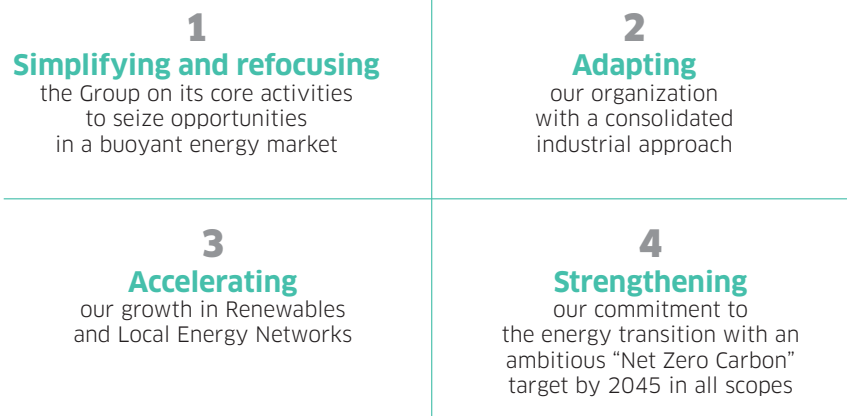 1
Simplifying and refocusing
the Group on its core activities
to seize opportunities
in a buoyant energy market
2
Adapting
our organization
with a consolidated
industrial approach
3
Accelerating
our growth in Renewables
and Local Energy Networks
4
Strengthening
our commitment to
the energy transition with an
ambitious “Net Zero Carbon”
target by 2045 in all scopes